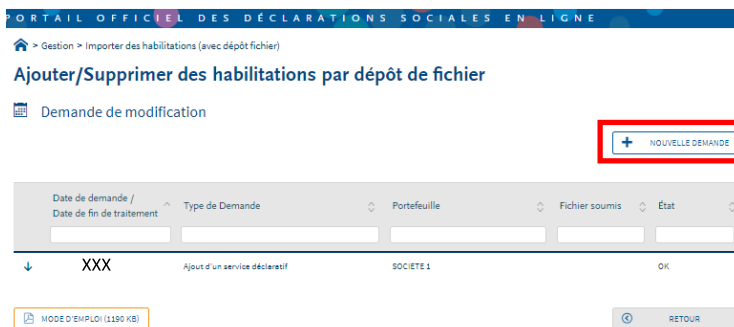 PORTAIL OFFICIEL DES DÉCLARATIONS SOCIALES EN LIGNE
> Gestion > Importer des habilitations (avec dépôt fichier)
Ajouter/Supprimer des habilitations par dépôt de fichier
Demande de modification
+ NOUVELLE DEMANDE
Date de demande / Date de fin de traitement
Type de Demande
Portefeuille
Fichier soumis
État
XXX
Ajout d'un service déclaratif
SOCIETE 1
OK
MODE D'EMPLOI (1190 KB)
RETOUR